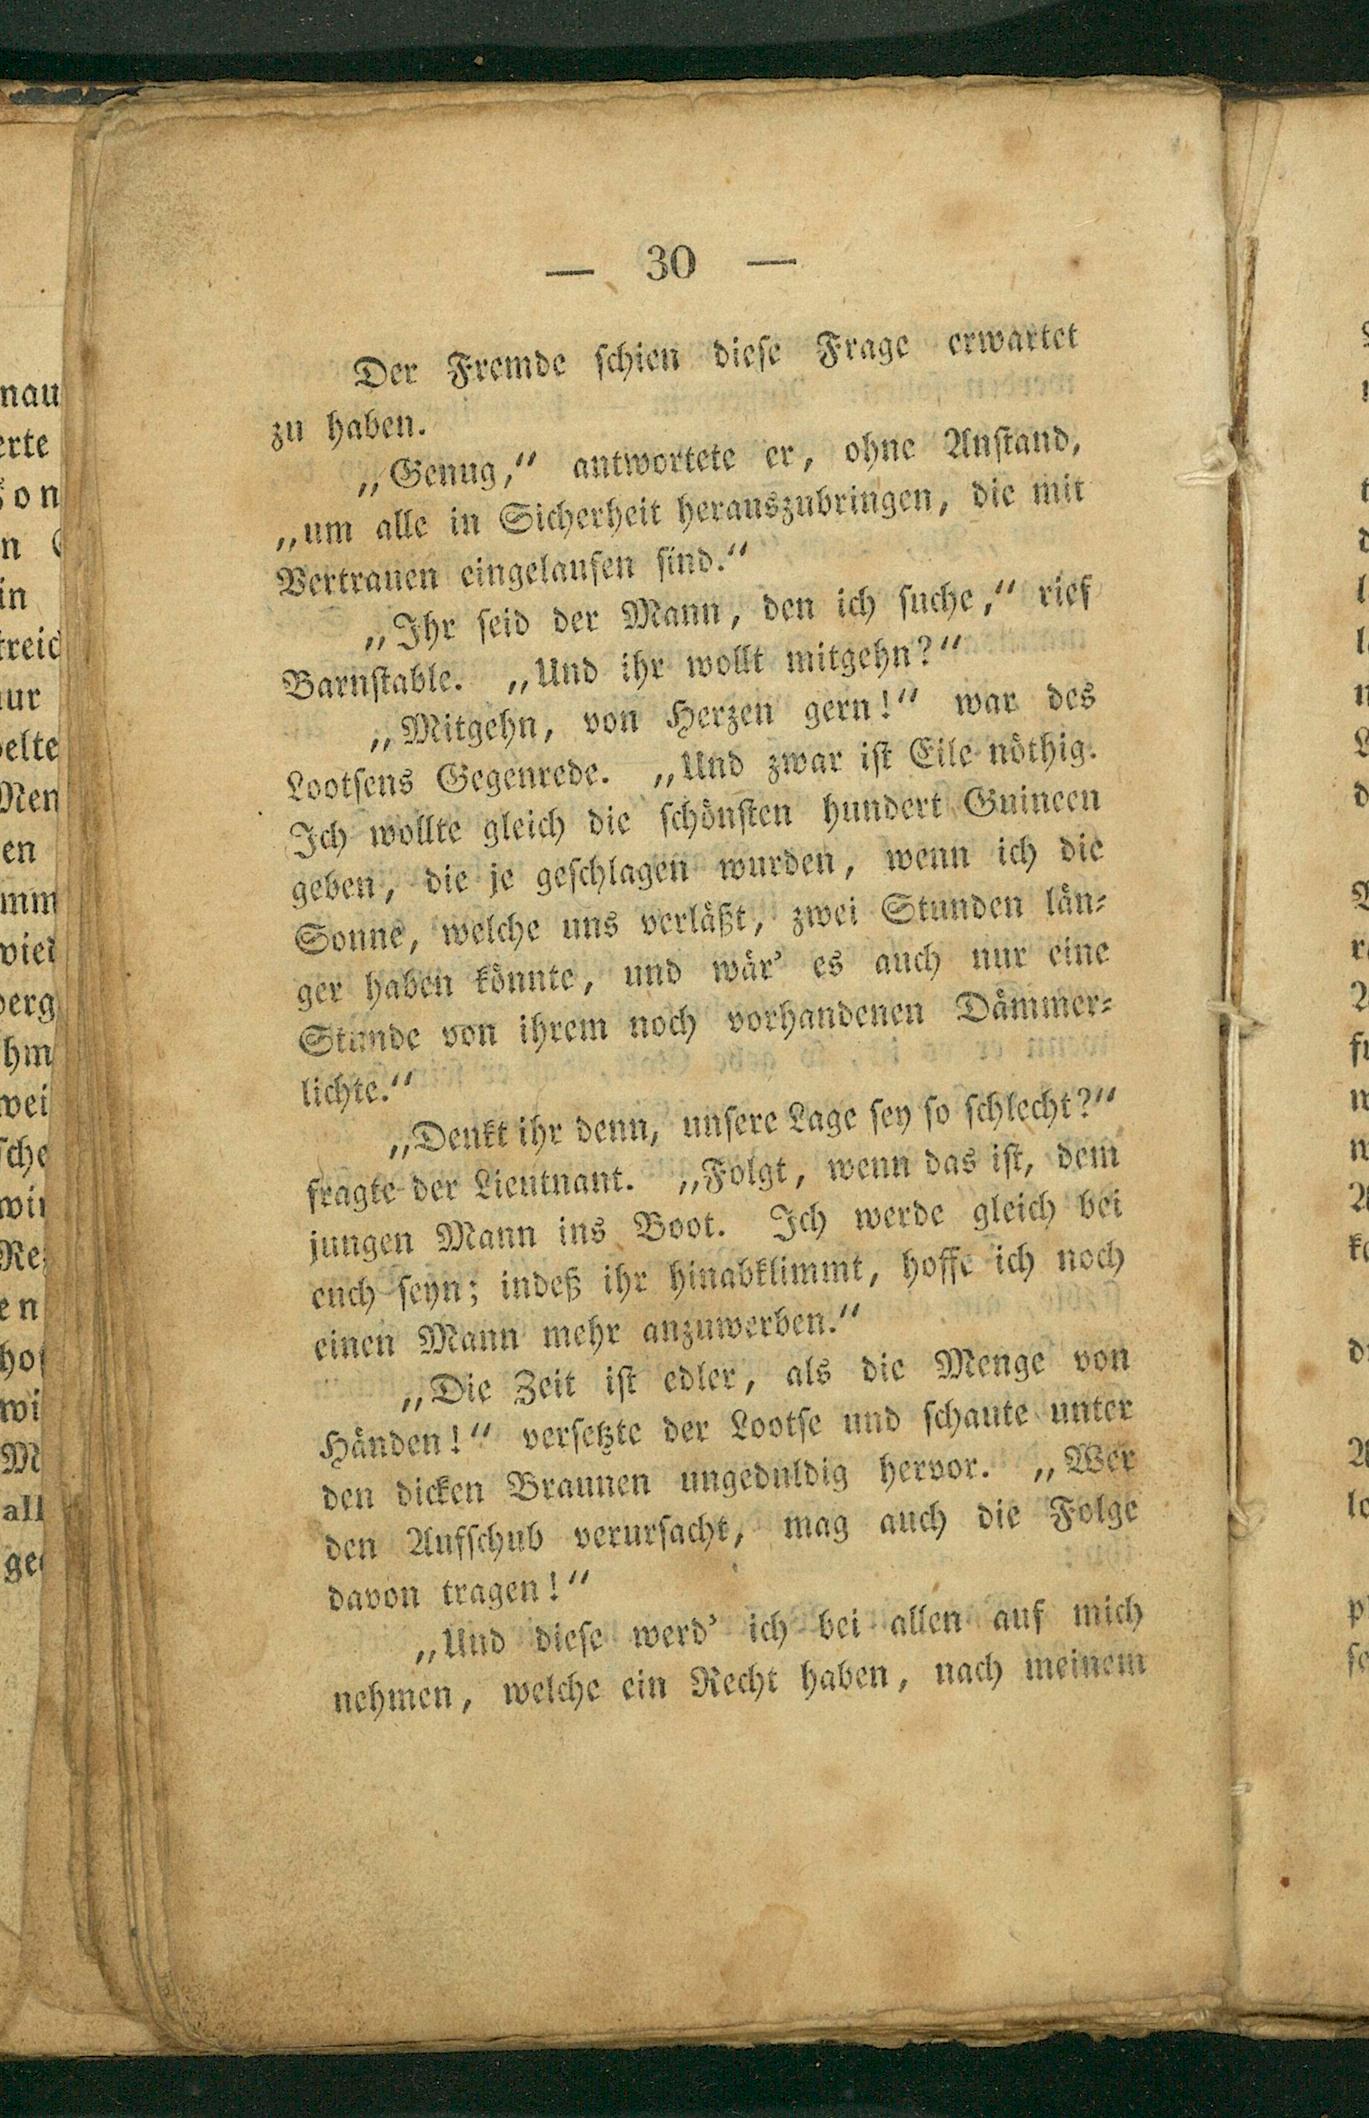 — 30 —
Der Fremde schien diese Frage erwartet
zu haben.
„Genug,“ antwortete er, ohne Anstand,
„um alle in Sicherheit herauszubringen, die mit
Vertrauen eingelaufen sind.“
„Ihr seid der Mann, den ich suche,“ rief
Barnstable. „Und ihr wollt mitgehn?“
„Mitgehn, von Herzen gern!“ war des
Lootsens Gegenrede. „Und zwar ist Eile nöthig.
Ich wollte gleich die schönsten hundert Guineen
geben, die je geschlagen wurden, wenn ich die
Sonne, welche uns verläßt, zwei Stunden län-
ger haben könnte, und wär' es auch nur eine
Stunde von ihrem noch vorhandenen Dämmer-
lichte.“
„Denkt ihr denn, unsere Lage sey so schlecht?“
fragte der Lieutnant. „Folgt, wenn das ist, dem
jungen Mann ins Boot. Ich werde gleich bei
euch seyn; indeß ihr hinabklimmt, hoffe ich noch
einen Mann mehr anzuwerben.“
„Die Zeit ist edler, als die Menge von
Händen!“ versetzte der Lootse und schaute unter
den dicken Braunen ungeduldig hervor. „Wer
den Aufschub verursacht, mag auch die Folge
davon tragen!“
„Und diese werd' ich bei allen auf mich
nehmen, welche ein Recht haben, nach meinem